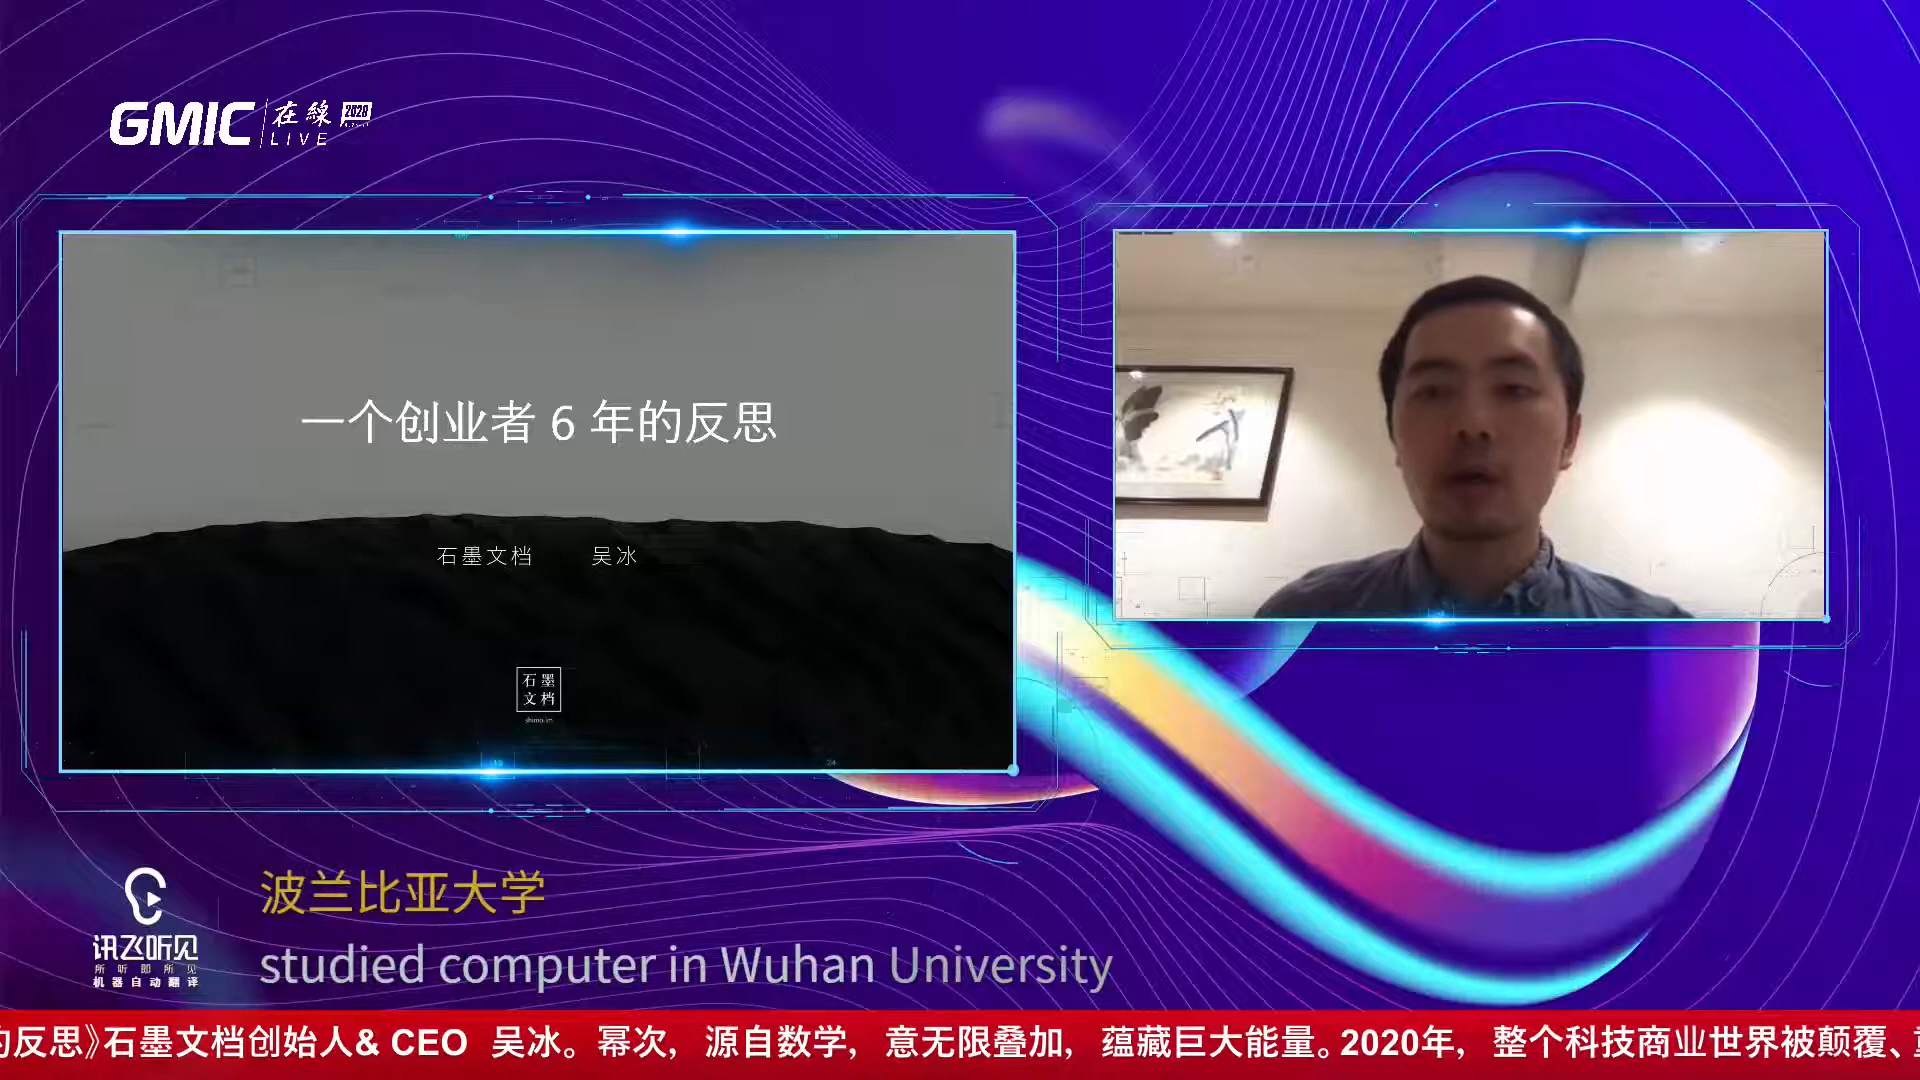 GMIC 在線 2020
LIVE
一个创业者 6 年的反思
石墨文档 吴冰
石墨
文档
shimo.im
波兰比亚大学
studied computer in Wuhan University
讯飞听见
所听即所见
机器自动翻译
的反思》石墨文档创始人& CEO 吴冰。幂次，源自数学，意无限叠加，蕴藏巨大能量。2020年，整个科技商业世界被颠覆、重